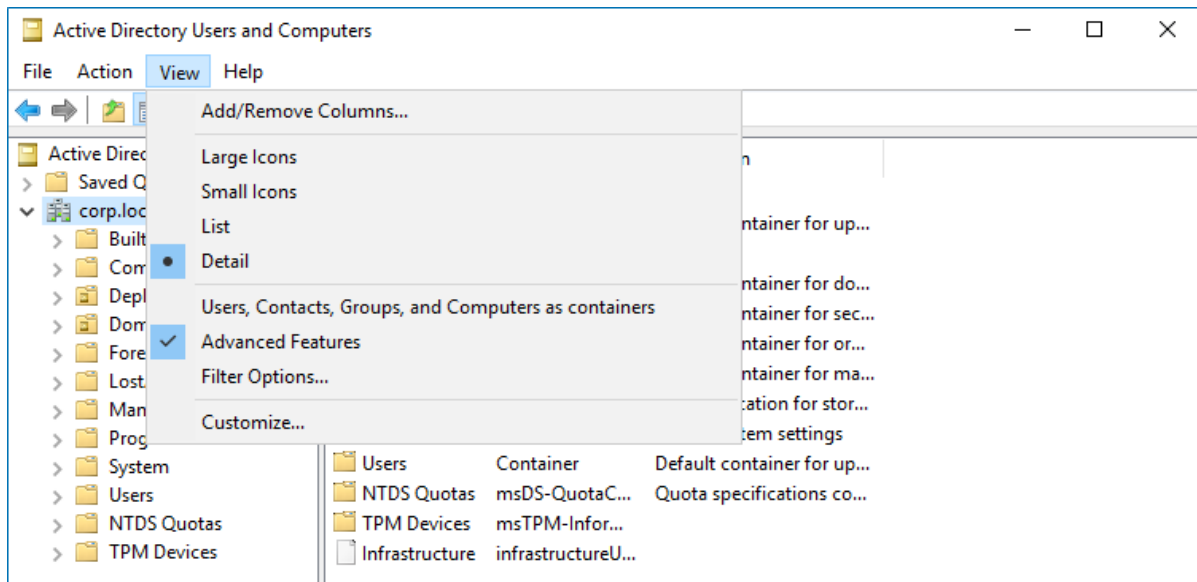 Active Directory Users and Computers
File Action View Help
Add/Remove Columns...
Large Icons
Small Icons
List
Detail
Users, Contacts, Groups, and Computers as containers
Advanced Features
Filter Options...
Customize...
Active Direc
Saved Q
corp.loc
Built
Com
Depl
Dom
Fore
Lost
Man
Prog
System
Users
NTDS Quotas
TPM Devices
n
ntainer for up...
ntainer for do...
ntainer for sec...
ntainer for or...
ntainer for ma...
cation for stor...
tem settings
Users Container Default container for up...
NTDS Quotas msDS-QuotaC... Quota specifications co...
TPM Devices msTPM-Infor...
Infrastructure infrastructureU...